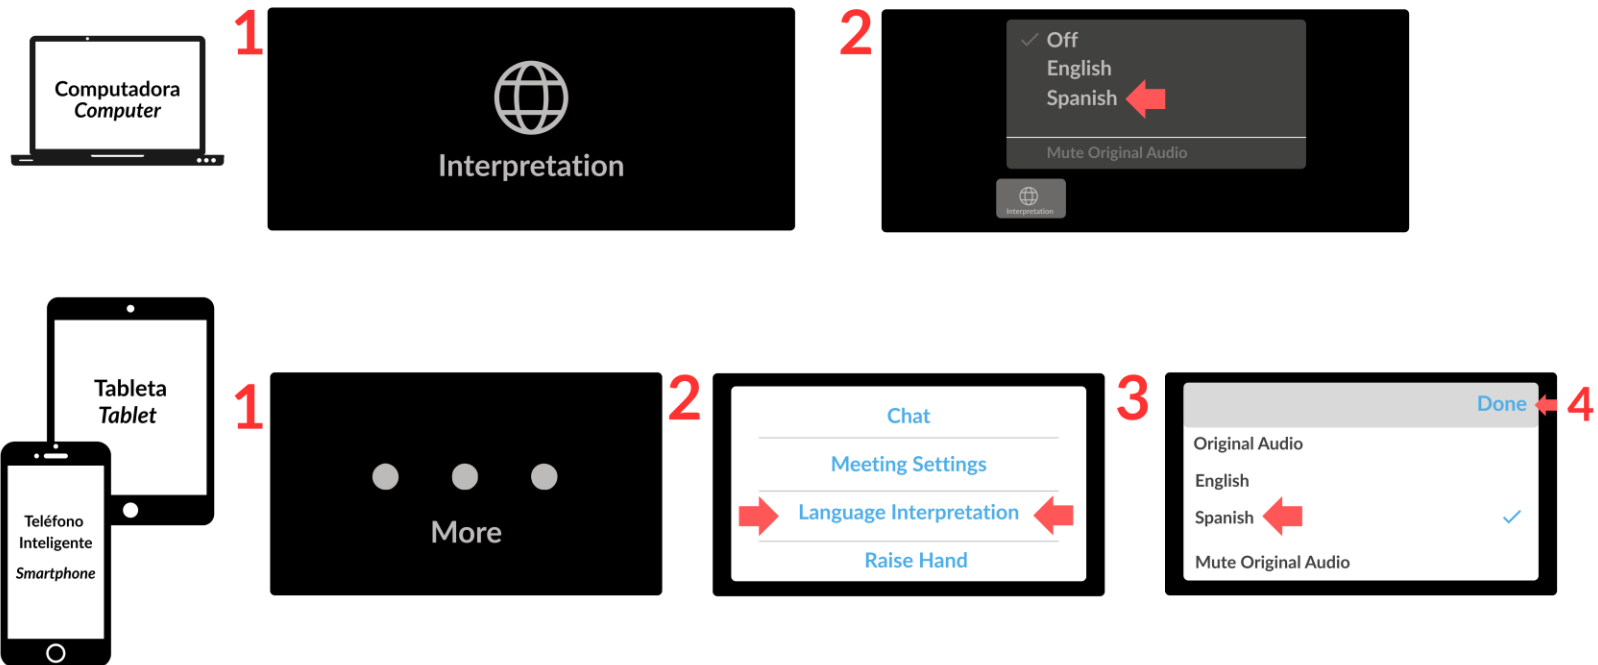 Computadora
Computer
1
Interpretation
2
Off
English
Spanish
Mute Original Audio
Interpretation
Tableta
Tablet
Teléfono
Inteligente
Smartphone
1
More
2
Chat
Meeting Settings
Language Interpretation
Raise Hand
3
Done
4
Original Audio
English
Spanish
Mute Original Audio